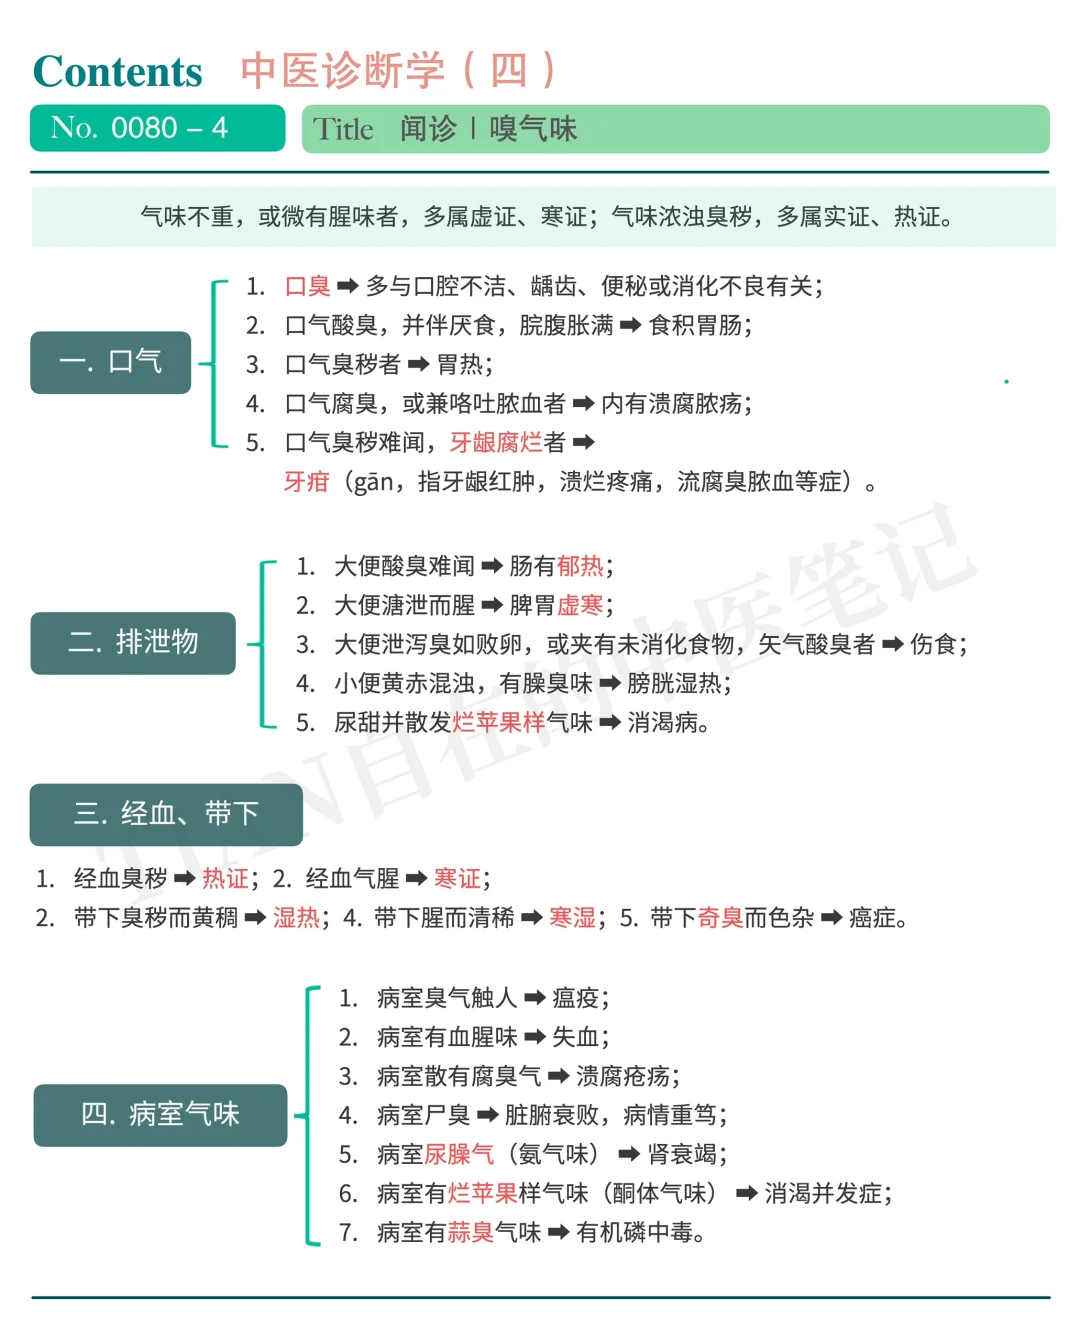 Contents 中医诊断学（四）
No. 0080 – 4
Title 闻诊 | 嗅气味
气味不重，或微有腥味者，多属虚证、寒证；气味浓浊臭秽，多属实证、热证。
一. 口气
1. 口臭 ➡ 多与口腔不洁、龋齿、便秘或消化不良有关；
2. 口气酸臭，并伴厌食，脘腹胀满 ➡ 食积胃肠；
3. 口气臭秽者 ➡ 胃热；
4. 口气腐臭，或兼咯吐脓血者 ➡ 内有溃腐脓疡；
5. 口气臭秽难闻，牙龈腐烂者 ➡
牙疳（gān，指牙龈红肿，溃烂疼痛，流腐臭脓血等症）。
二. 排泄物
1. 大便酸臭难闻 ➡ 肠有郁热；
2. 大便溏泄而腥 ➡ 脾胃虚寒；
3. 大便泄泻臭如败卵，或夹有未消化食物，矢气酸臭者 ➡ 伤食；
4. 小便黄赤混浊，有臊臭味 ➡ 膀胱湿热；
5. 尿甜并散发烂苹果样气味 ➡ 消渴病。
三. 经血、带下
1. 经血臭秽 ➡ 热证；2. 经血气腥 ➡ 寒证；
2. 带下臭秽而黄稠 ➡ 湿热；4. 带下腥而清稀 ➡ 寒湿；5. 带下奇臭而色杂 ➡ 癌症。
四. 病室气味
1. 病室臭气触人 ➡ 瘟疫；
2. 病室有血腥味 ➡ 失血；
3. 病室散有腐臭气 ➡ 溃腐疮疡；
4. 病室尸臭 ➡ 脏腑衰败，病情重笃；
5. 病室尿臊气（氨气味） ➡ 肾衰竭；
6. 病室有烂苹果样气味（酮体气味） ➡ 消渴并发症；
7. 病室有蒜臭气味 ➡ 有机磷中毒。
TIAN自在的中医笔记